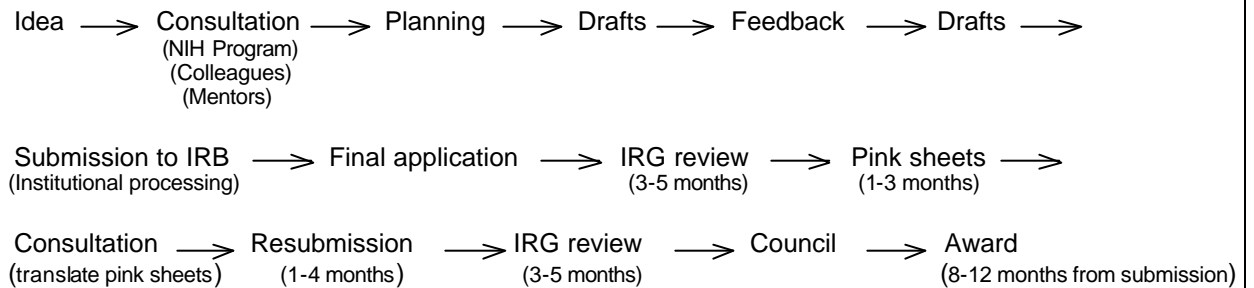 Idea → Consultation → Planning → Drafts → Feedback → Drafts →
(NIH Program)
(Colleagues)
(Mentors)
Submission to IRB → Final application → IRG review → Pink sheets →
(Institutional processing) (3-5 months) (1-3 months)
Consultation → Resubmission → IRG review → Council → Award
(translate pink sheets) (1-4 months) (3-5 months) (8-12 months from submission)